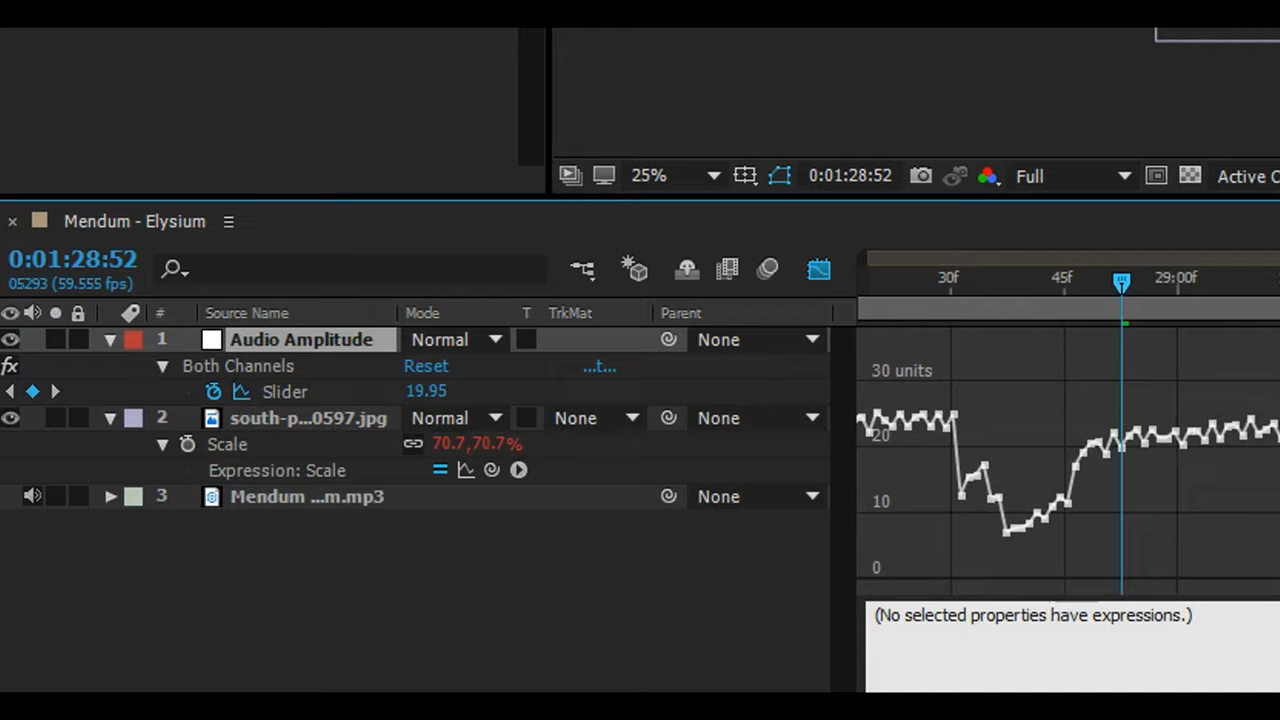 25%
0:01:28:52
Full
Active C
Mendum - Elysium
0:01:28:52
05293 (59.555 fps)
30f
45f
29:00f
#
Source Name
Mode
T
TrkMat
Parent
1
Audio Amplitude
Normal
None
fx
Both Channels
Reset
...t...
Slider
19.95
2
south-p...0597.jpg
Normal
None
None
Scale
70.7,70.7%
Expression: Scale
3
Mendum ...m.mp3
None
30 units
20
10
0
(No selected properties have expressions.)